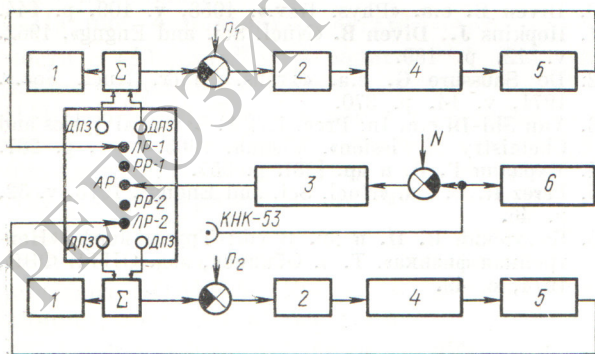 n₁
1 Σ 2 4 5
ДПЗ ДПЗ
ЛР-1
РР-1
N
АР 3 6
РР-2
КНК-53
ЛР-2
ДПЗ ДПЗ
n₂
1 Σ 2 4 5
РЕПОЗИТ